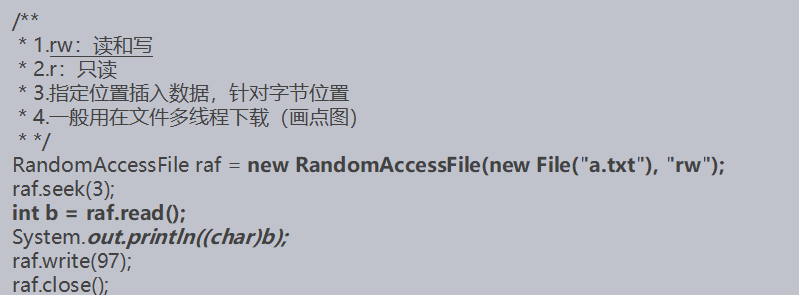 /**
* 1.rw：读和写
* 2.r：只读
* 3.指定位置插入数据，针对字节位置
* 4.一般用在文件多线程下载（画点图）
* */
RandomAccessFile raf = new RandomAccessFile(new File("a.txt"), "rw");
raf.seek(3);
int b = raf.read();
System.out.println((char)b);
raf.write(97);
raf.close();